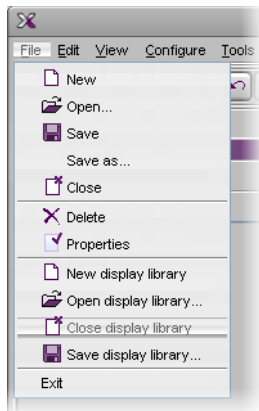 File Edit View Configure Tools
New
Open...
Save
Save as...
Close
Delete
Properties
New display library
Open display library...
Close display library
Save display library...
Exit